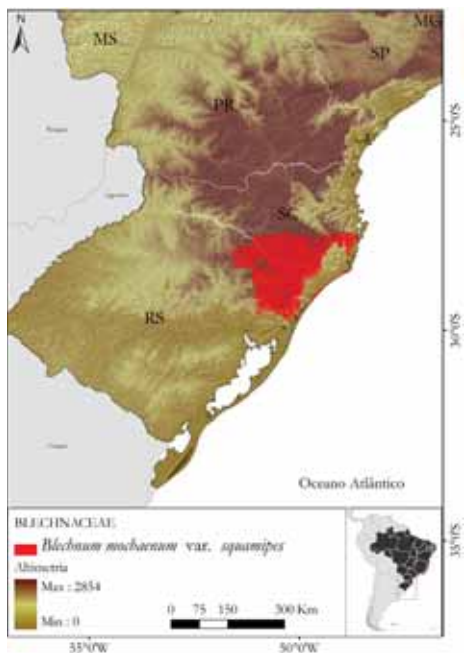 N
MS
MG
SP
PR
25°0'S
SC
RS
30°0'S
Oceano Atlântico
BLECHNACEAE
Blechnum mochaenum var. squamipes
Altimetria
Max : 2854
Min : 0
0 75 150 300 Km
35°0'S
55°0'W 50°0'W